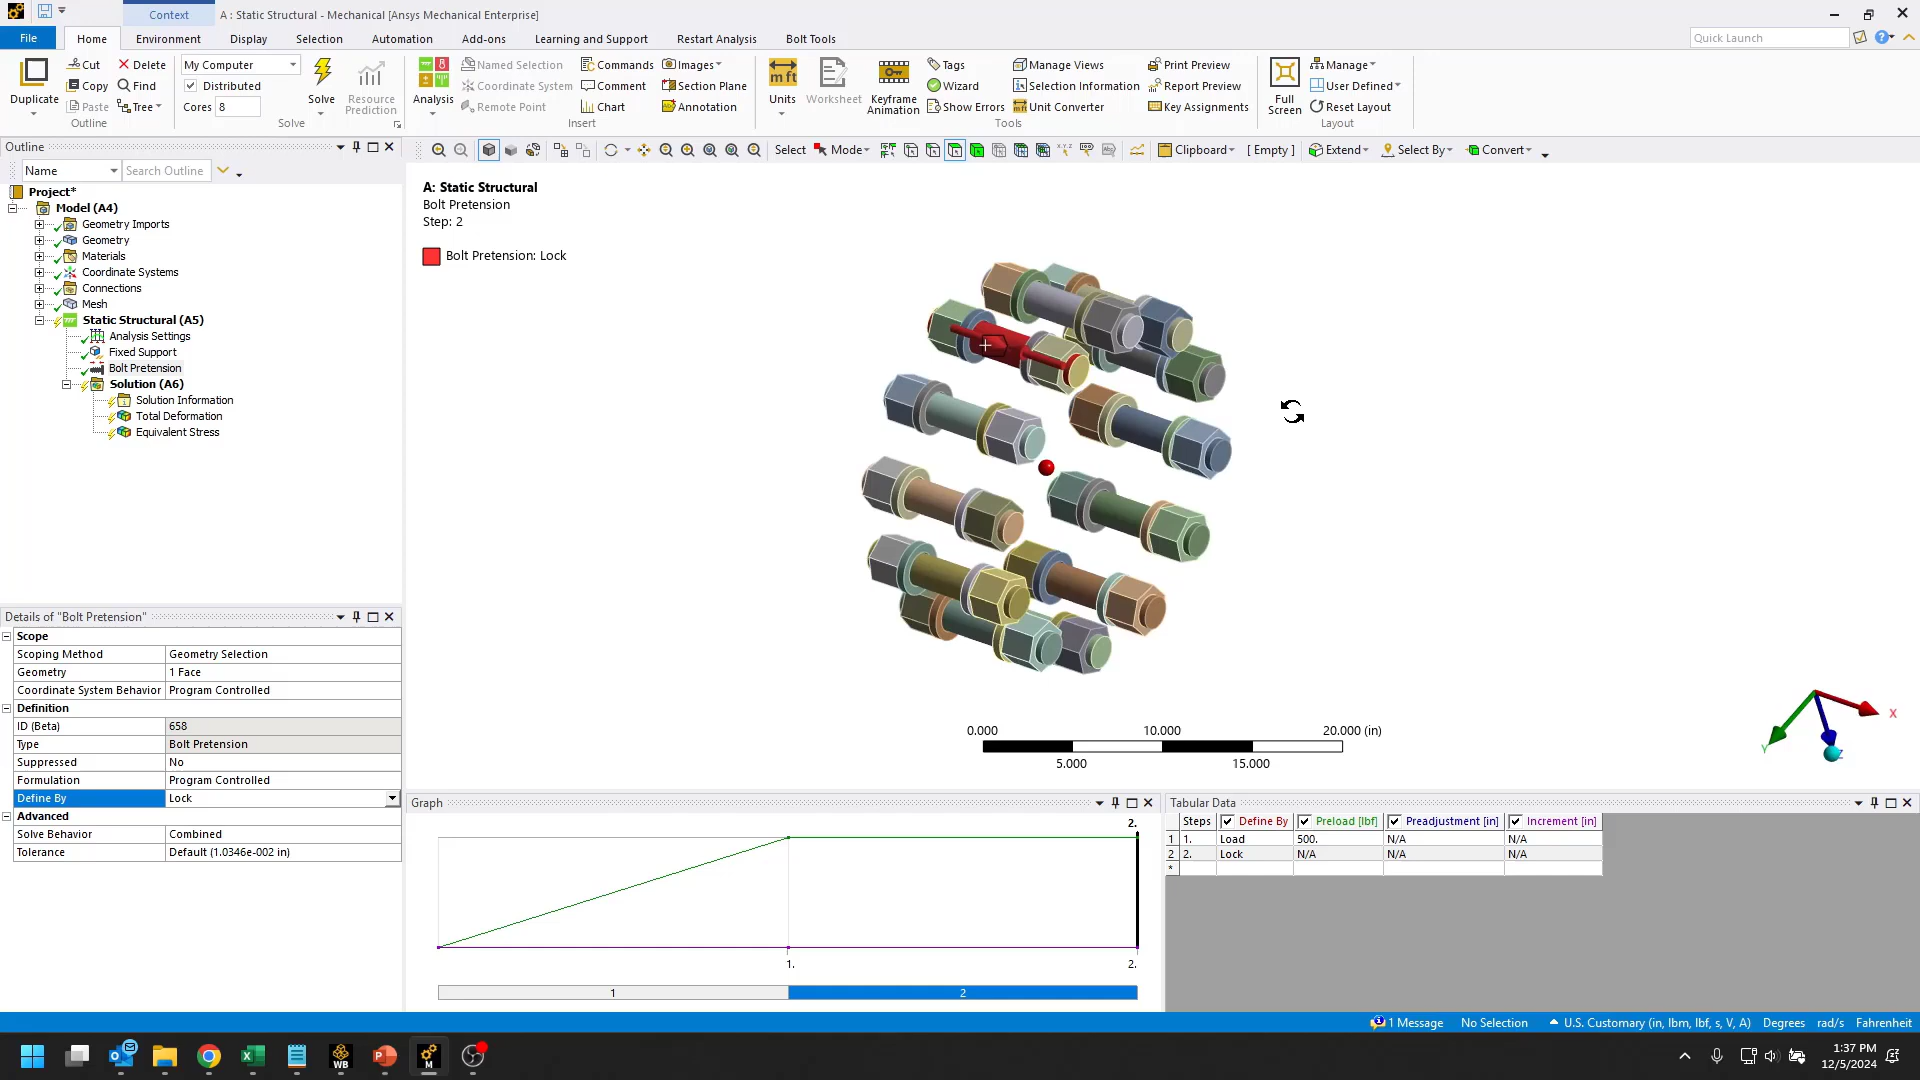 Context
A : Static Structural - Mechanical [Ansys Mechanical Enterprise]
File
Home
Environment
Display
Selection
Automation
Add-ons
Learning and Support
Restart Analysis
Bolt Tools
Quick Launch
Duplicate
Cut
Copy
Paste
Delete
Find
Tree
Outline
My Computer
Distributed
Cores 8
Solve
Resource Prediction
Solve
Analysis
Named Selection
Coordinate System
Remote Point
Commands
Comment
Chart
Images
Section Plane
Annotation
Insert
Units
Worksheet
Keyframe Animation
Tags
Wizard
Show Errors
Manage Views
Selection Information
Unit Converter
Print Preview
Report Preview
Key Assignments
Tools
Full Screen
Manage
User Defined
Reset Layout
Layout
Outline
Name
Search Outline
Select
Mode
Clipboard
[ Empty ]
Extend
Select By
Convert
Project*
Model (A4)
Geometry Imports
Geometry
Materials
Coordinate Systems
Connections
Mesh
Static Structural (A5)
Analysis Settings
Fixed Support
Bolt Pretension
Solution (A6)
Solution Information
Total Deformation
Equivalent Stress
A: Static Structural
Bolt Pretension
Step: 2
Bolt Pretension: Lock
0.000 10.000 20.000 (in)
5.000 15.000
X
Y
Z
Details of "Bolt Pretension"
Scope
Scoping Method Geometry Selection
Geometry 1 Face
Coordinate System Behavior Program Controlled
Definition
ID (Beta) 658
Type Bolt Pretension
Suppressed No
Formulation Program Controlled
Define By Lock
Advanced
Solve Behavior Combined
Tolerance Default (1.0346e-002 in)
Graph
2.
1. 2.
1 2
Tabular Data
Steps Define By Preload [lbf] Preadjustment [in] Increment [in]
1 1. Load 500. N/A N/A
2 2. Lock N/A N/A N/A
*
1 Message No Selection U.S. Customary (in, lbm, lbf, s, V, A) Degrees rad/s Fahrenheit
WB
M
1:37 PM
12/5/2024